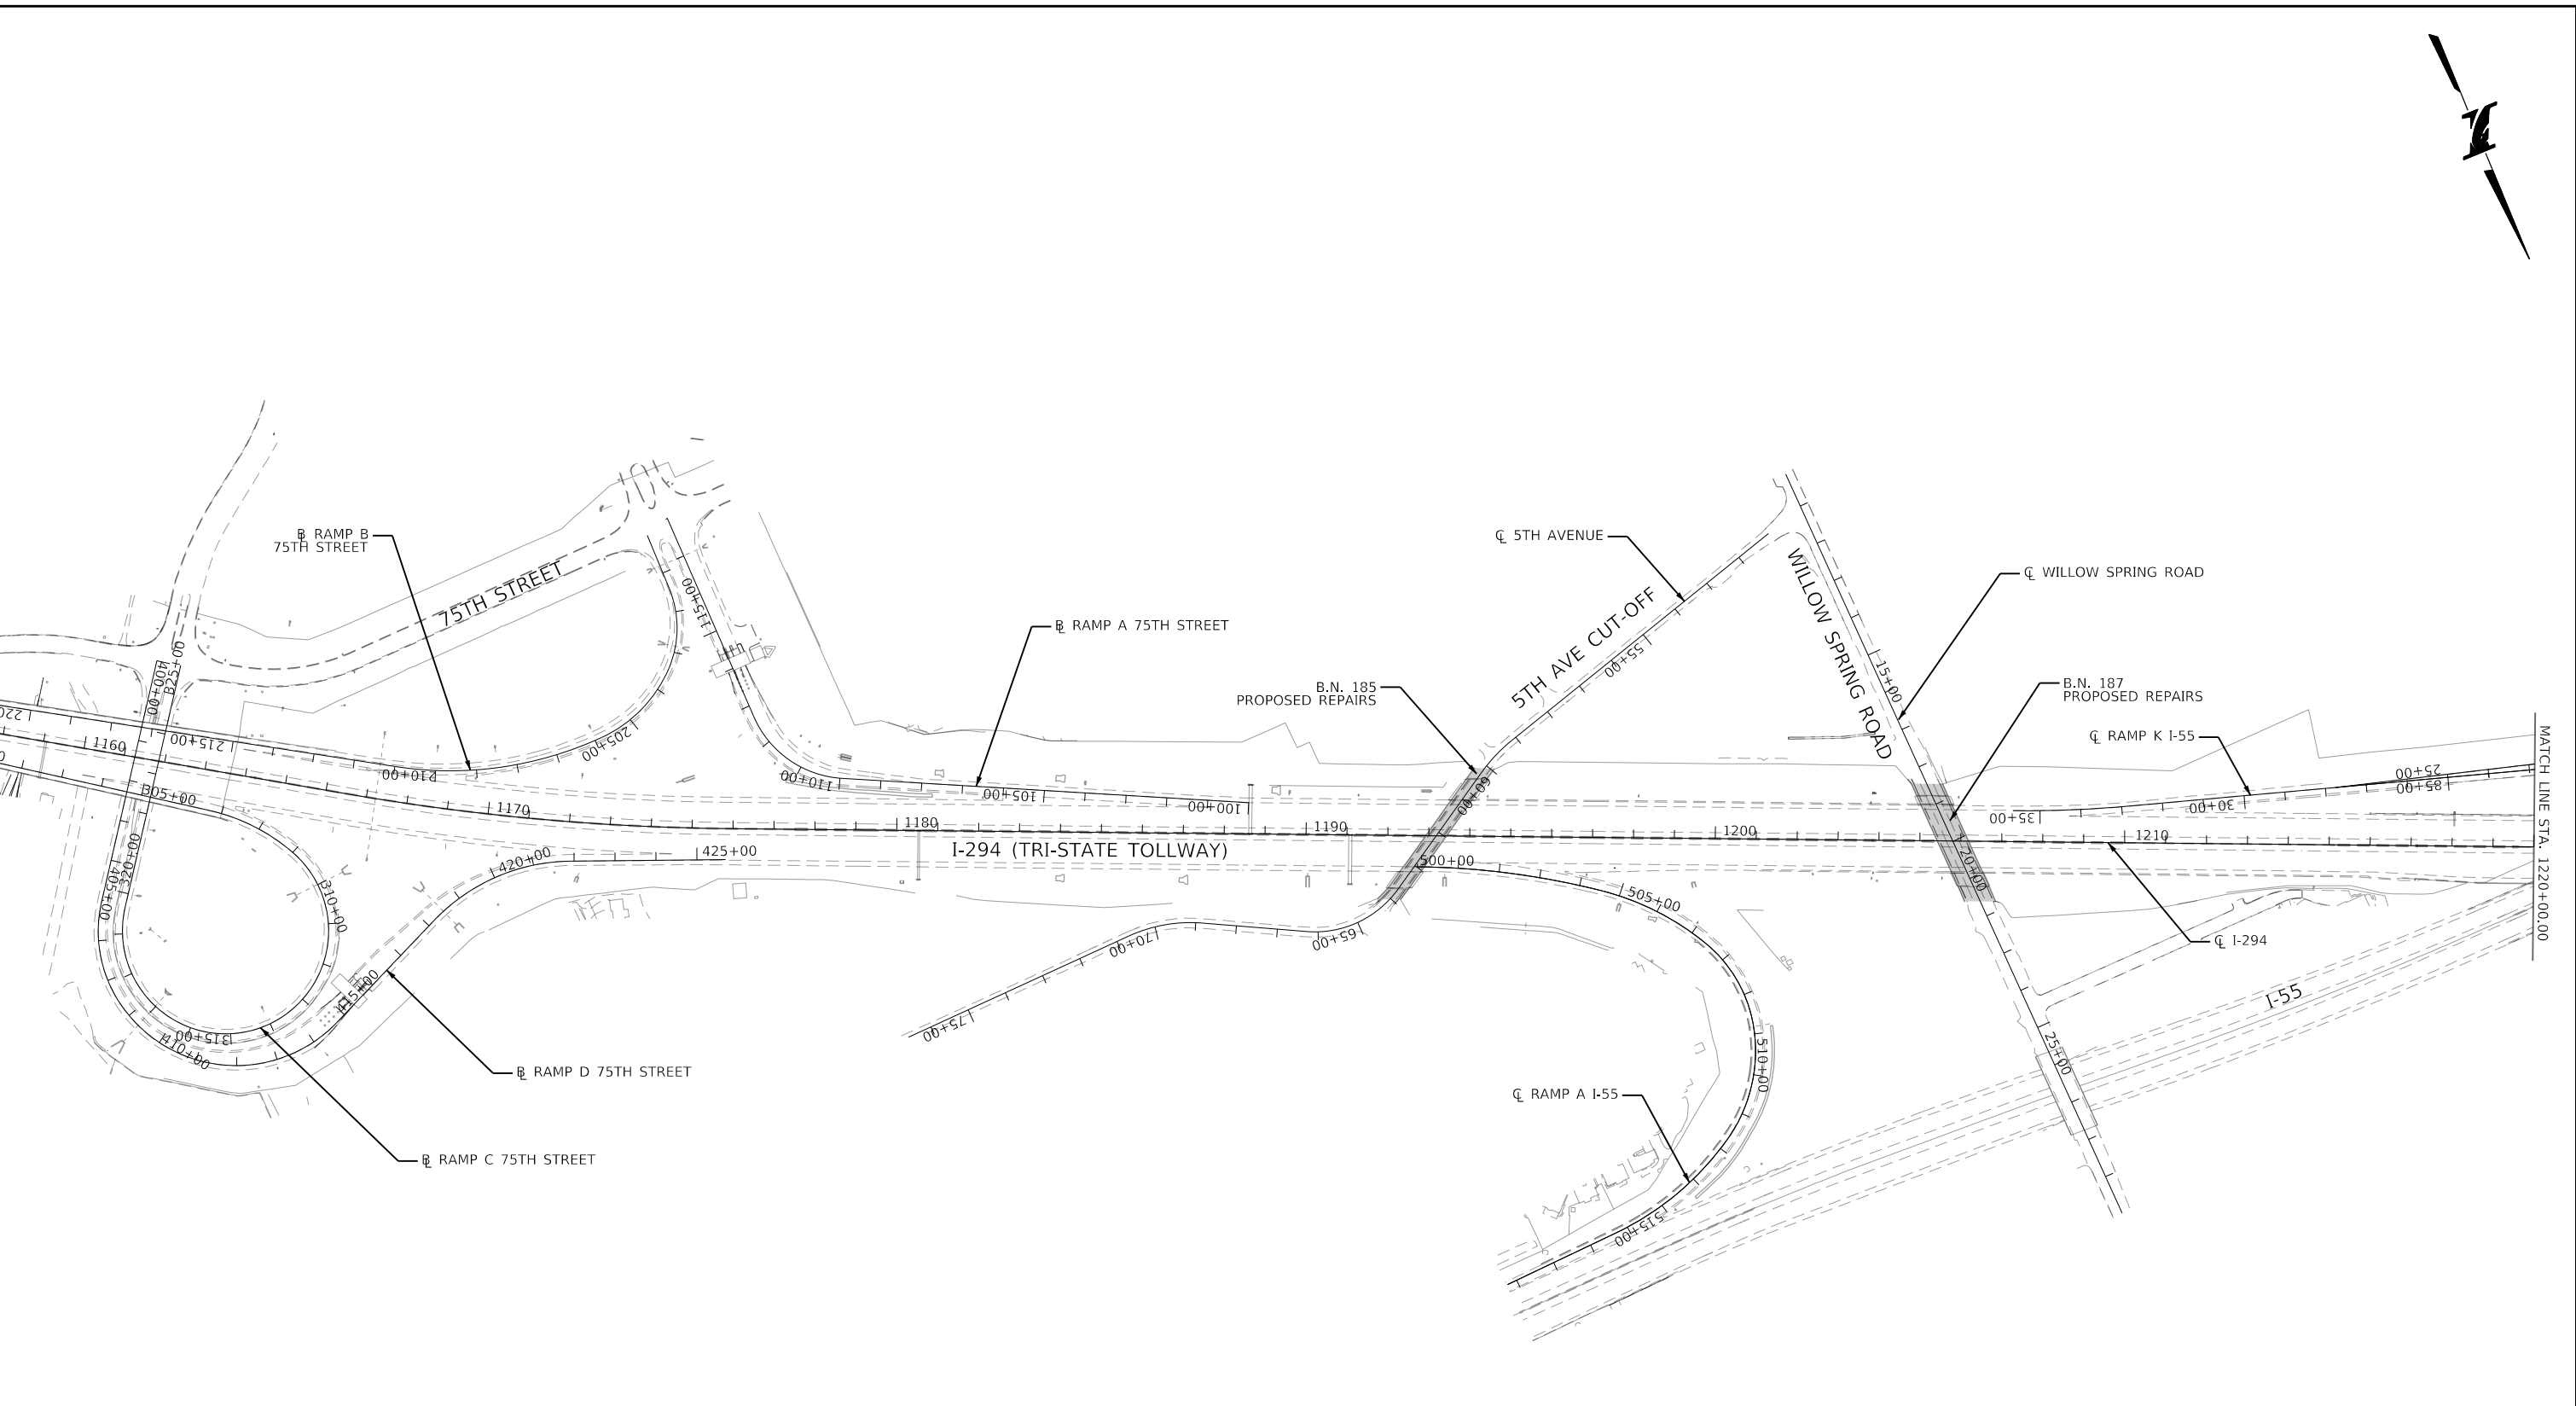 ℄ 5TH AVENUE
B RAMP B
75TH STREET
75TH STREET
WILLOW SPRING ROAD
℄ WILLOW SPRING ROAD
5TH AVE CUT-OFF
B RAMP A 75TH STREET
B.N. 185
PROPOSED REPAIRS
B.N. 187
PROPOSED REPAIRS
℄ RAMP K I-55
MATCH LINE STA. 1220+00.00
400+00
B25+00
115+00
55+00
15+00
215+00
205+00
1160
210+00
110+00
105+00
100+00
60+00
25+00
85+00
30+00
35+00
305+00
1170
1180
1190
1200
1210
I-294 (TRI-STATE TOLLWAY)
425+00
420+00
500+00
505+00
20+00
405+00
320+00
310+00
70+00
65+00
℄ I-294
415+00
75+00
I-55
315+00
410+00
510+00
25+00
B RAMP D 75TH STREET
℄ RAMP A I-55
B RAMP C 75TH STREET
515+00